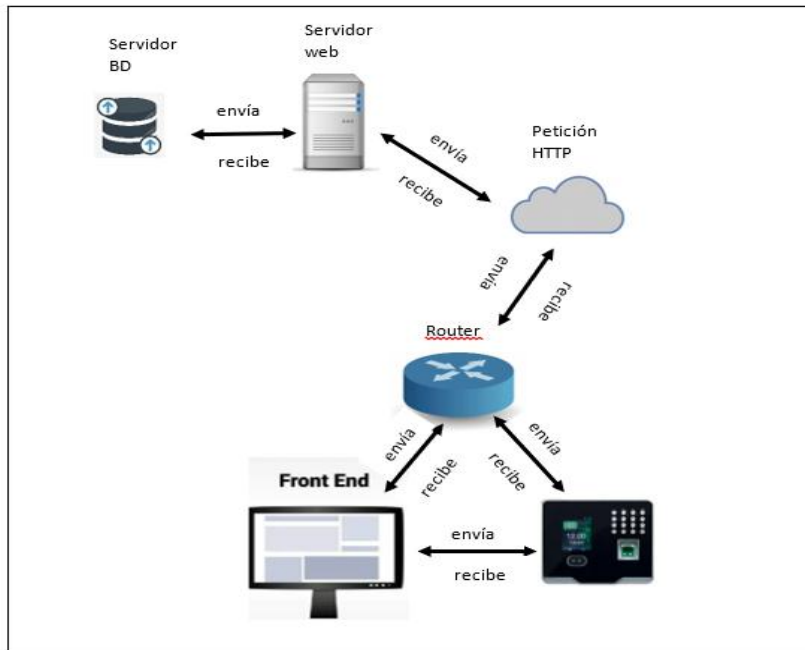 Servidor
BD
Servidor
web
envía
recibe
envía
recibe
Petición
HTTP
envía
recibe
Router
envía
recibe
envía
recibe
Front End
envía
recibe